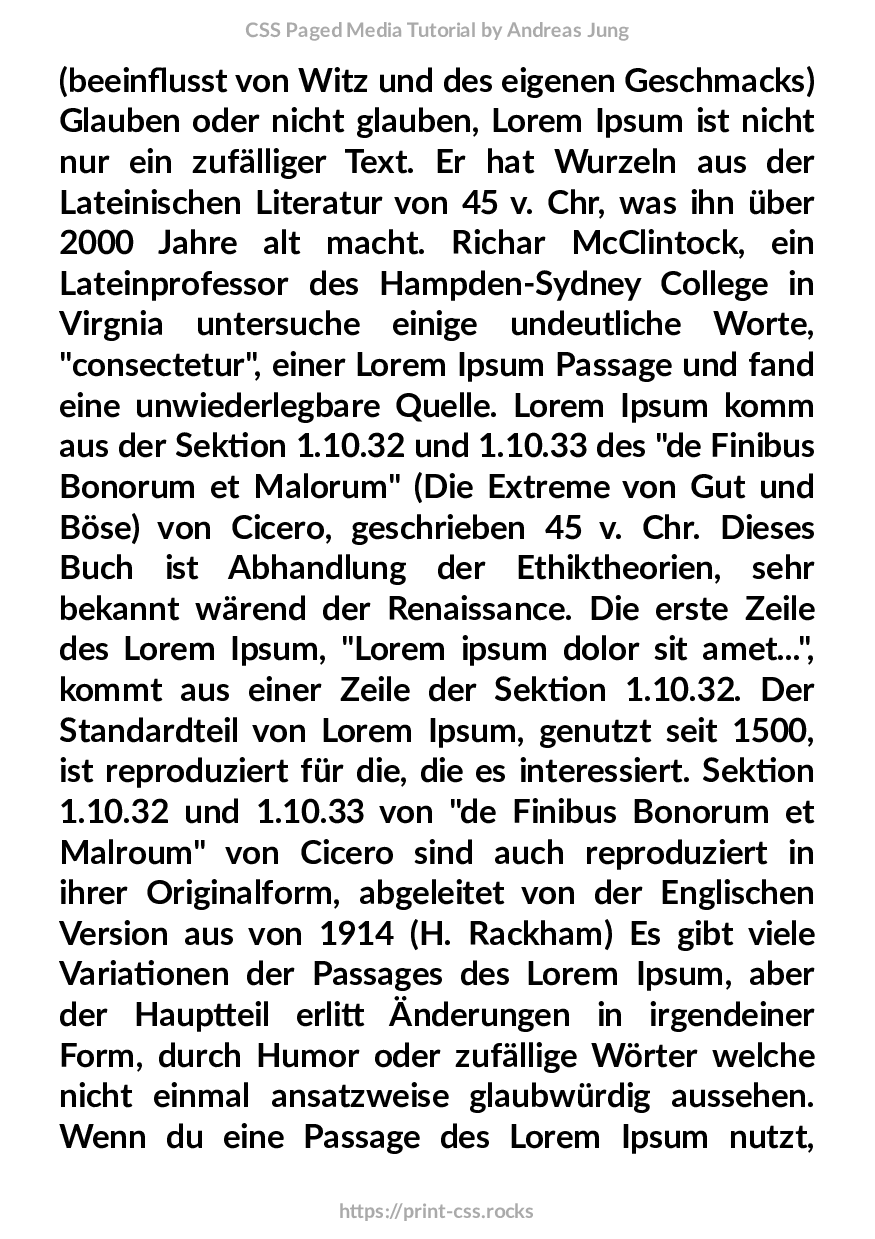 CSS Paged Media Tutorial by Andreas Jung
(beeinflusst von Witz und des eigenen Geschmacks)
Glauben oder nicht glauben, Lorem Ipsum ist nicht
nur ein zufälliger Text. Er hat Wurzeln aus der
Lateinischen Literatur von 45 v. Chr, was ihn über
2000 Jahre alt macht. Richar McClintock, ein
Lateinprofessor des Hampden-Sydney College in
Virgnia untersuche einige undeutliche Worte,
"consectetur", einer Lorem Ipsum Passage und fand
eine unwiederlegbare Quelle. Lorem Ipsum komm
aus der Sektion 1.10.32 und 1.10.33 des "de Finibus
Bonorum et Malorum" (Die Extreme von Gut und
Böse) von Cicero, geschrieben 45 v. Chr. Dieses
Buch ist Abhandlung der Ethiktheorien, sehr
bekannt wärend der Renaissance. Die erste Zeile
des Lorem Ipsum, "Lorem ipsum dolor sit amet...",
kommt aus einer Zeile der Sektion 1.10.32. Der
Standardteil von Lorem Ipsum, genutzt seit 1500,
ist reproduziert für die, die es interessiert. Sektion
1.10.32 und 1.10.33 von "de Finibus Bonorum et
Malroum" von Cicero sind auch reproduziert in
ihrer Originalform, abgeleitet von der Englischen
Version aus von 1914 (H. Rackham) Es gibt viele
Variationen der Passages des Lorem Ipsum, aber
der Hauptteil erlitt Änderungen in irgendeiner
Form, durch Humor oder zufällige Wörter welche
nicht einmal ansatzweise glaubwürdig aussehen.
Wenn du eine Passage des Lorem Ipsum nutzt,
https://print-css.rocks